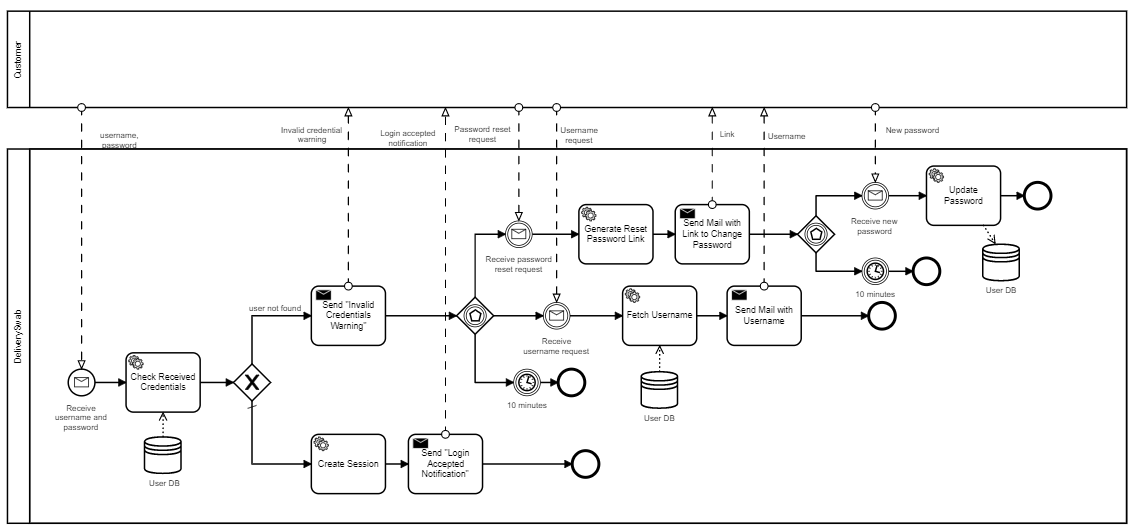 Customer
username,
password
Invalid credential
warning
Login accepted
notification
Password reset
request
Username
request
Link
Username
New password
DeliverySwab
Update
Password
Receive new
password
Generate Reset
Password Link
Send Mail with
Link to Change
Password
Receive password
reset request
User DB
10 minutes
user not found
Send "Invalid
Credentials
Warning"
Fetch Username
Send Mail with
Username
Receive
username request
Check Received
Credentials
Receive
username and
password
10 minutes
User DB
Create Session
Send "Login
Accepted
Notification"
User DB